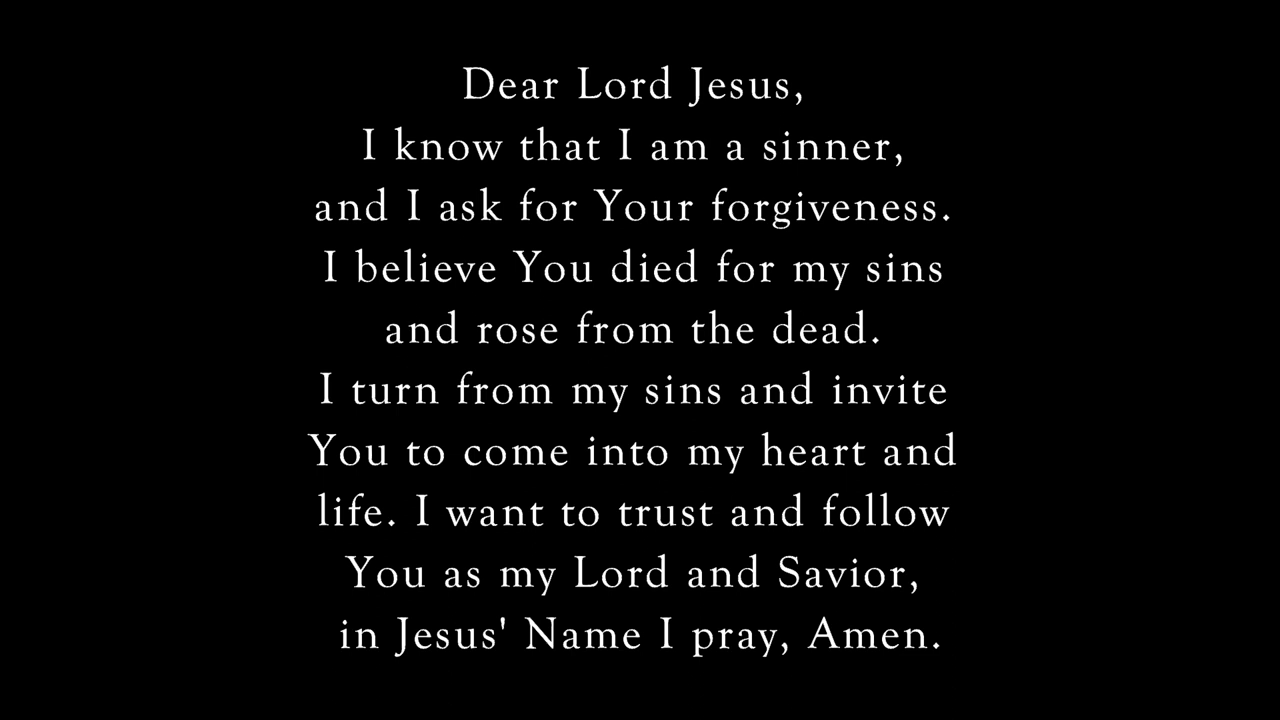 Dear Lord Jesus,
I know that I am a sinner,
and I ask for Your forgiveness.
I believe You died for my sins
and rose from the dead.
I turn from my sins and invite
You to come into my heart and
life. I want to trust and follow
You as my Lord and Savior,
in Jesus' Name I pray, Amen.